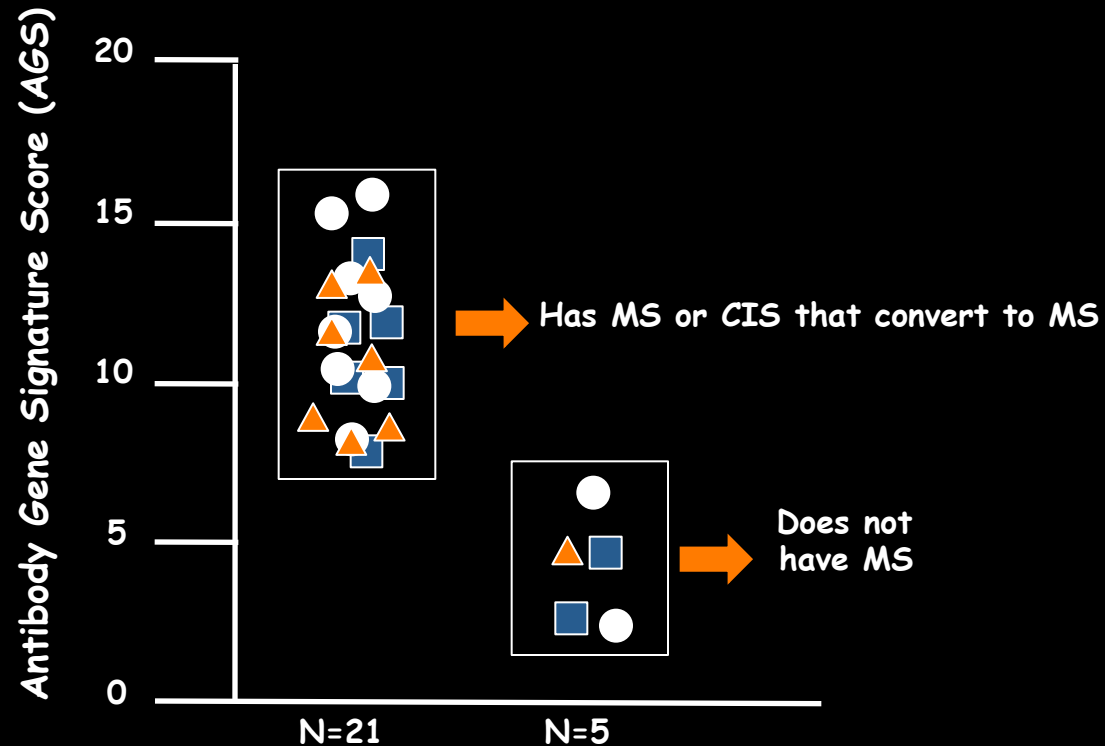 Antibody Gene Signature Score (AGS)
20
15
10
5
0
Has MS or CIS that convert to MS
Does not
have MS
N=21
N=5